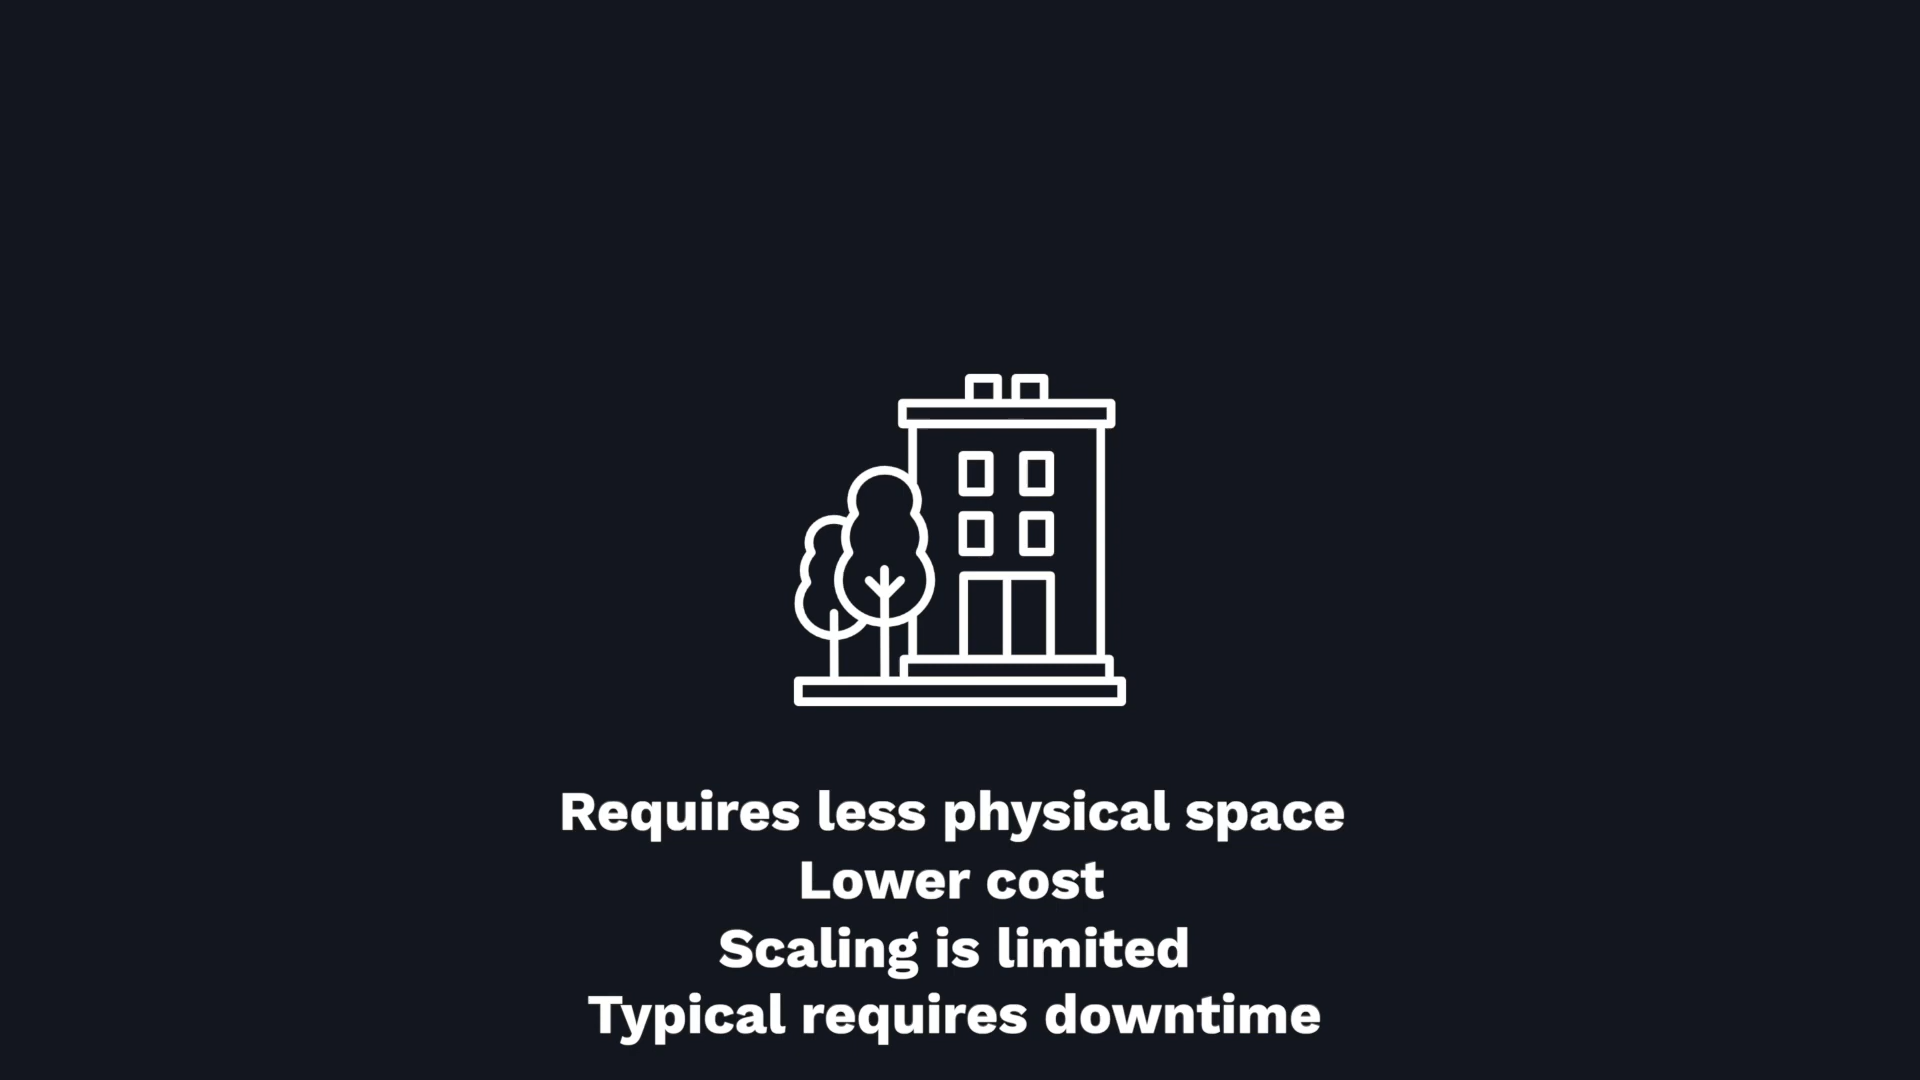 Requires less physical space
Lower cost
Scaling is limited
Typical requires downtime